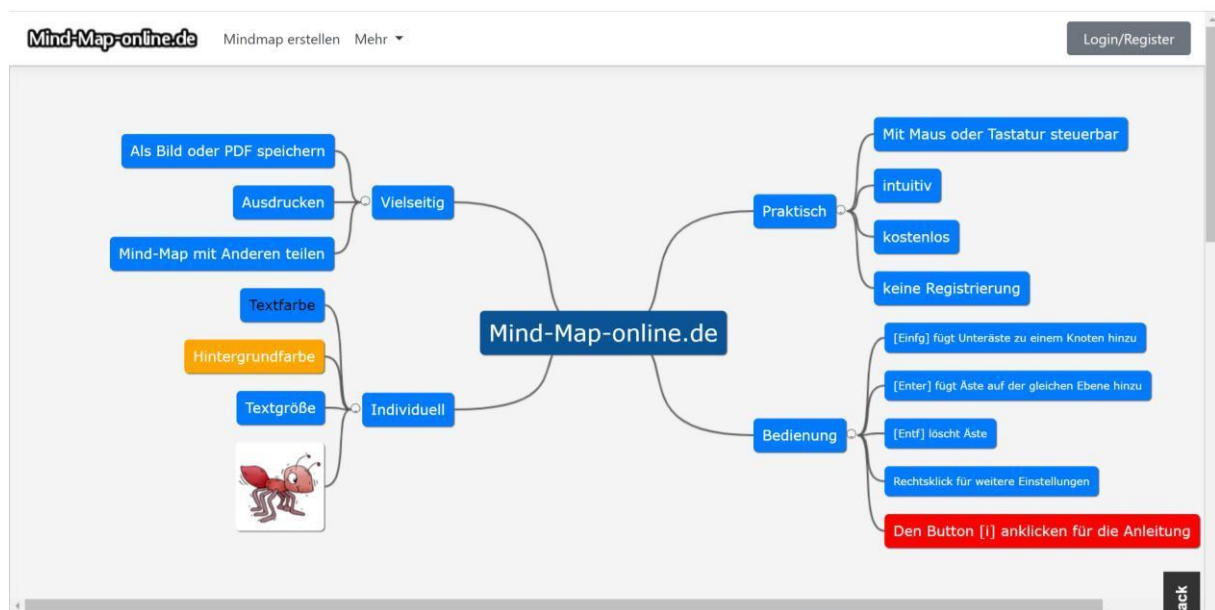 Mind-Map-online.de
Mindmap erstellen
Mehr
Login/Register
Als Bild oder PDF speichern
Ausdrucken
Mind-Map mit Anderen teilen
Vielseitig
Textfarbe
Hintergrundfarbe
Textgröße
Individuell
Mind-Map-online.de
Praktisch
Mit Maus oder Tastatur steuerbar
intuitiv
kostenlos
keine Registrierung
Bedienung
[Einfg] fügt Unteräste zu einem Knoten hinzu
[Enter] fügt Äste auf der gleichen Ebene hinzu
[Entf] löscht Äste
Rechtsklick für weitere Einstellungen
Den Button [i] anklicken für die Anleitung